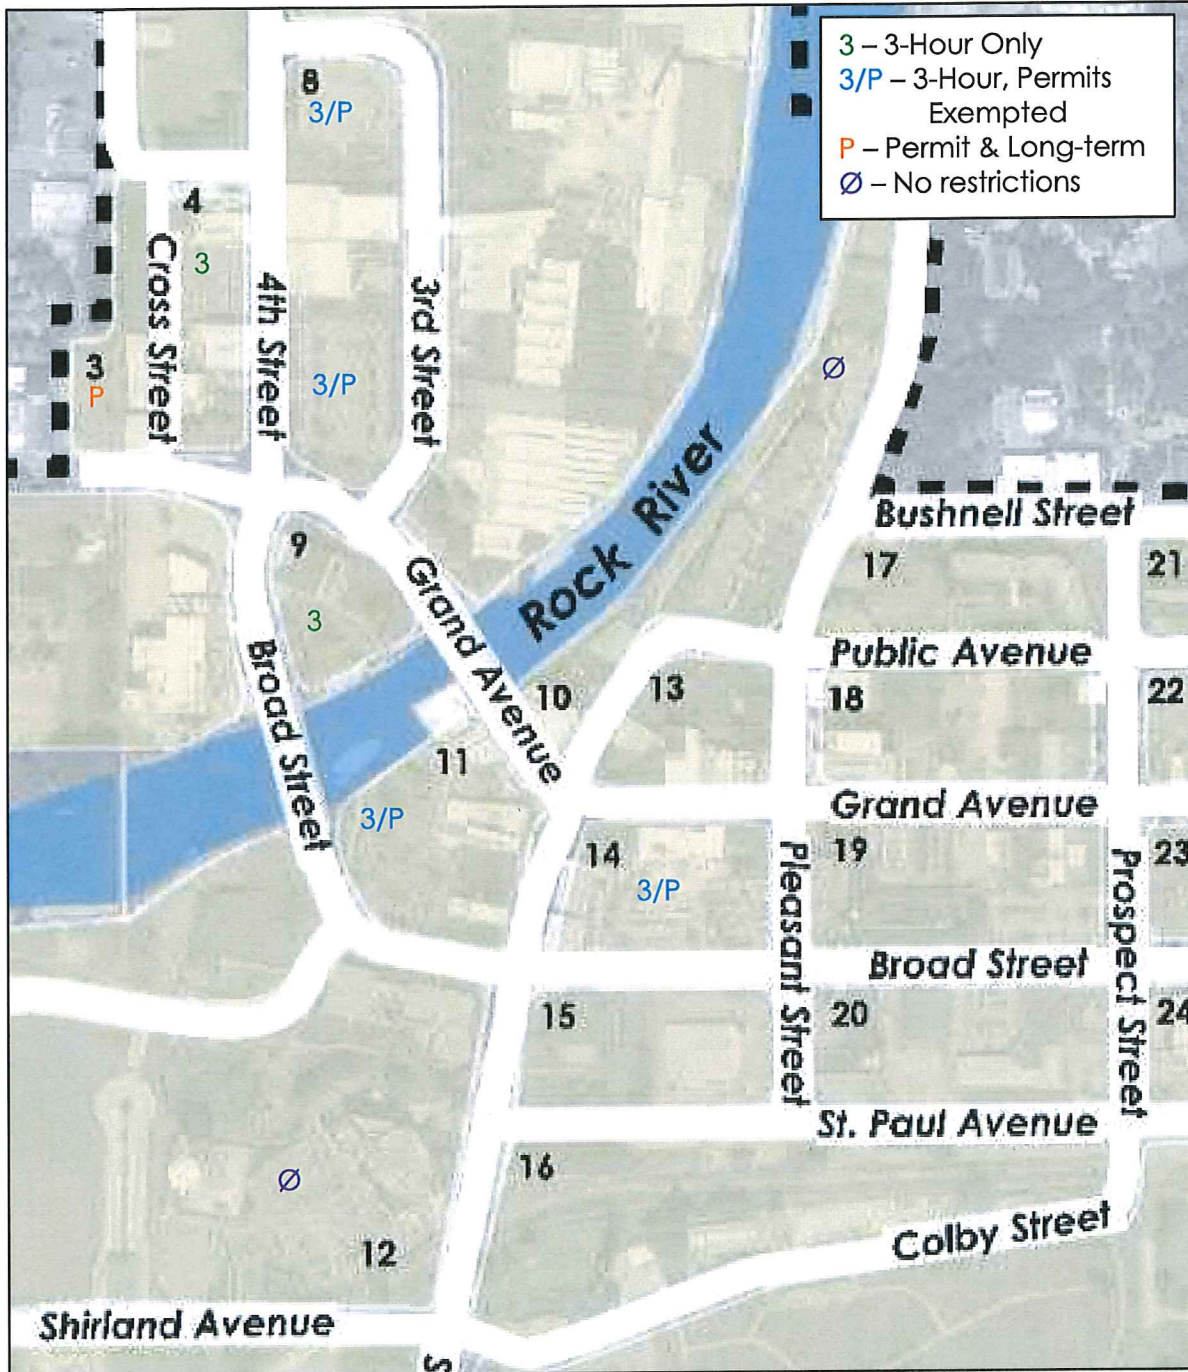 3 – 3-Hour Only
3/P – 3-Hour, Permits
Exempted
P – Permit & Long-term
Ø – No restrictions
8
3/P
4
3
Cross Street
4th Street
3rd Street
3
P
3/P
Ø
Rock River
Bushnell Street
9
17
21
3
Grand Avenue
Public Avenue
Broad Street
10
13
18
22
11
3/P
Grand Avenue
14
19
23
3/P
Pleasant Street
Prospect Street
Broad Street
15
20
24
St. Paul Avenue
16
Ø
12
Colby Street
Shirland Avenue
S